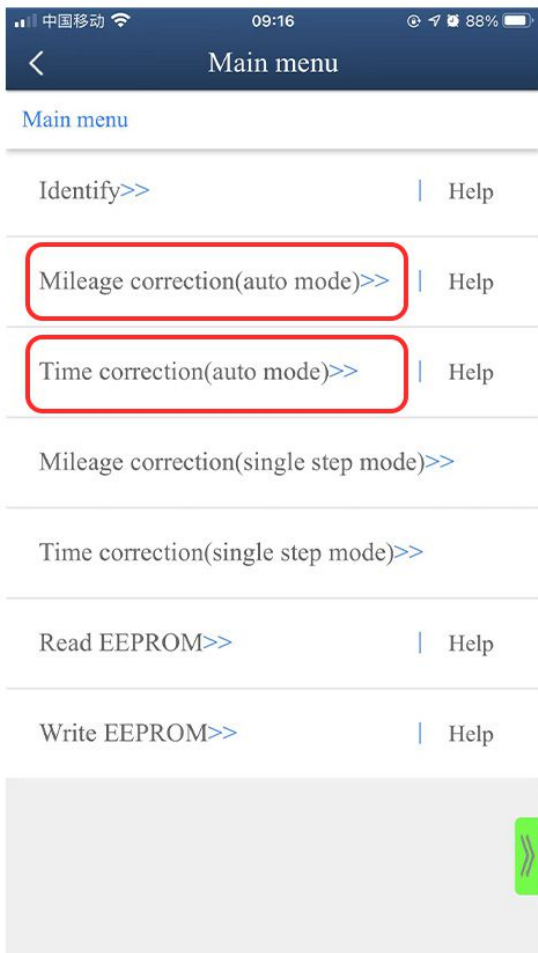 中国移动 09:16 88%
Main menu
Main menu
Identify>> | Help
Mileage correction(auto mode)>> | Help
Time correction(auto mode)>> | Help
Mileage correction(single step mode)>>
Time correction(single step mode)>>
Read EEPROM>> | Help
Write EEPROM>> | Help